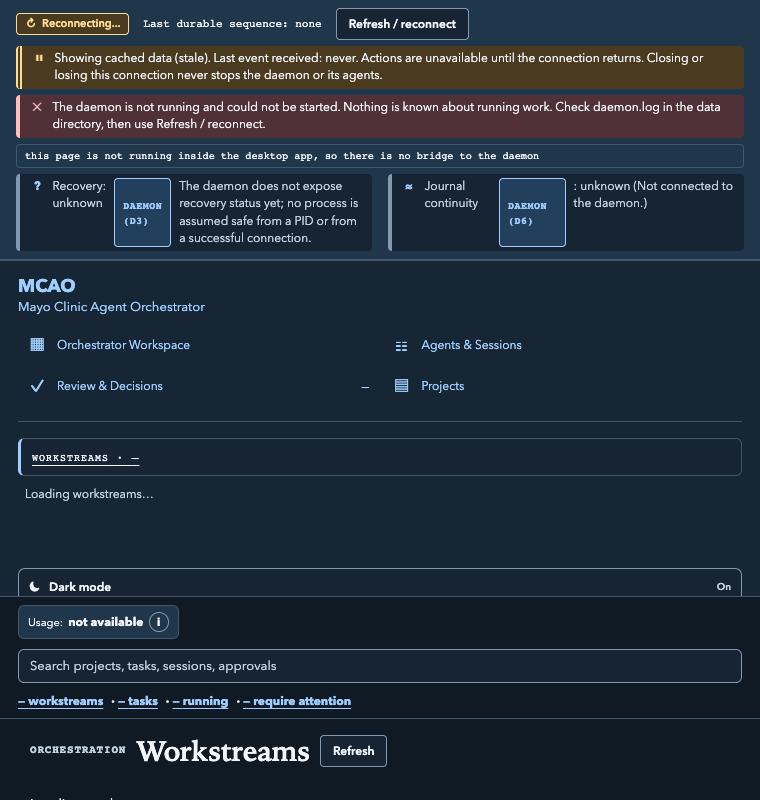 Reconnecting...
Last durable sequence: none
Refresh / reconnect
Showing cached data (stale). Last event received: never. Actions are unavailable until the connection returns. Closing or
losing this connection never stops the daemon or its agents.
The daemon is not running and could not be started. Nothing is known about running work. Check daemon.log in the data
directory, then use Refresh / reconnect.
this page is not running inside the desktop app, so there is no bridge to the daemon
? Recovery:
unknown
DAEMON
(D3)
The daemon does not expose
recovery status yet; no process is
assumed safe from a PID or from
a successful connection.
≈ Journal
continuity
DAEMON
(D6)
: unknown (Not connected to
the daemon.)
MCAO
Mayo Clinic Agent Orchestrator
Orchestrator Workspace
Agents & Sessions
Review & Decisions —
Projects
WORKSTREAMS · —
Loading workstreams…
Dark mode On
Usage: not available i
Search projects, tasks, sessions, approvals
— workstreams • — tasks • — running • — require attention
ORCHESTRATION Workstreams Refresh